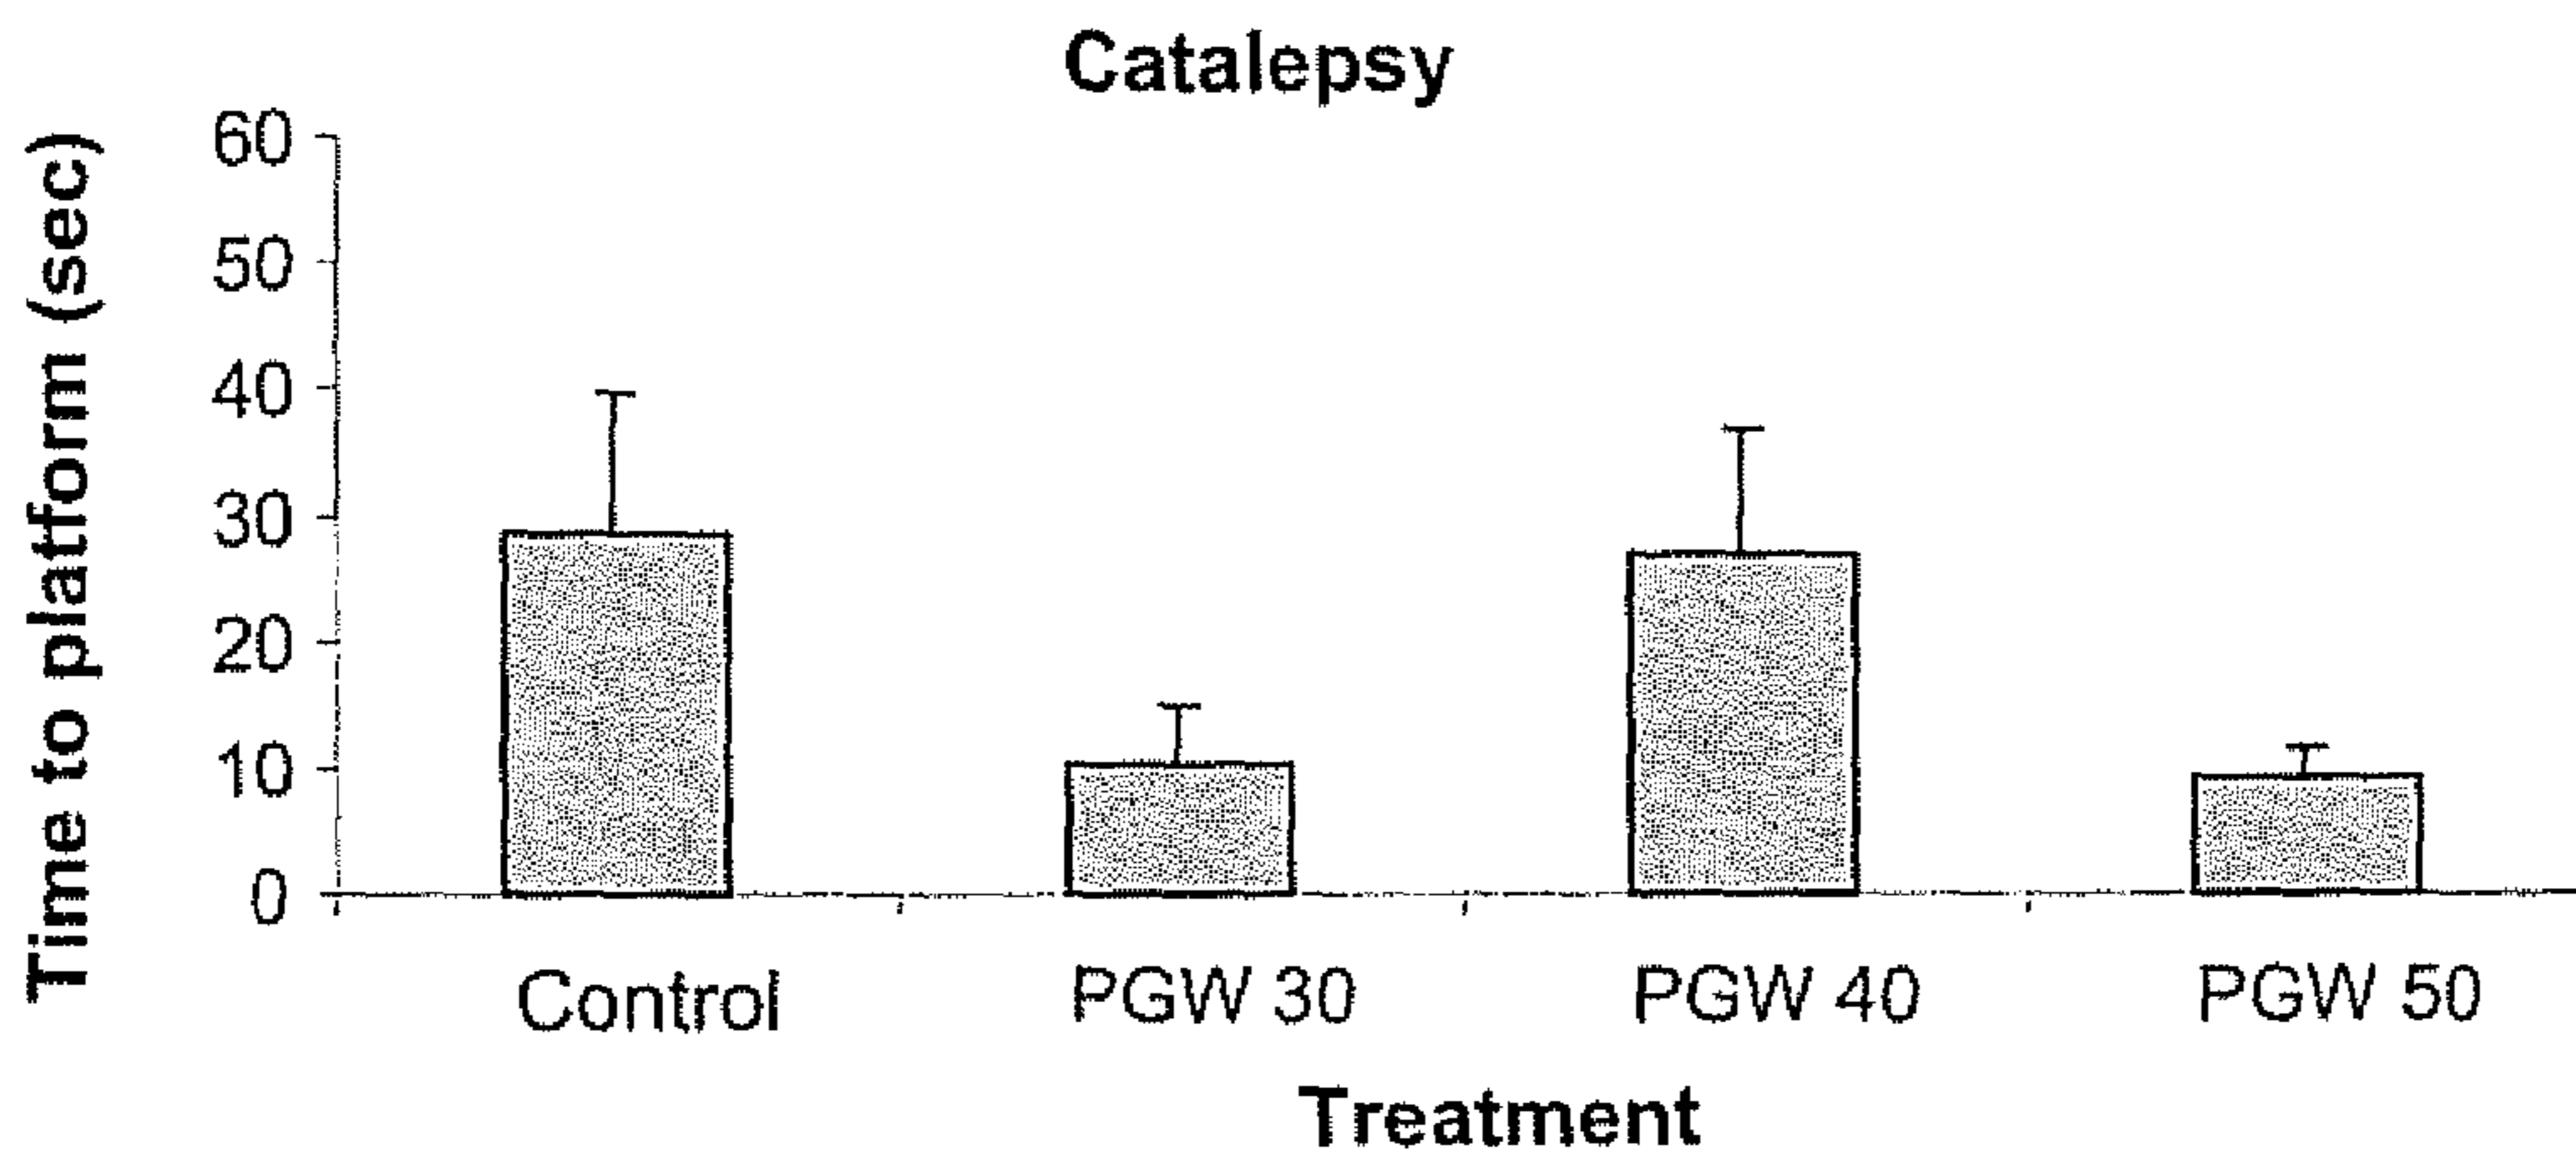 Catalepsy
Time to platform (sec)
60
50
40
30
20
10
0
Control
PGW 30
PGW 40
PGW 50
Treatment